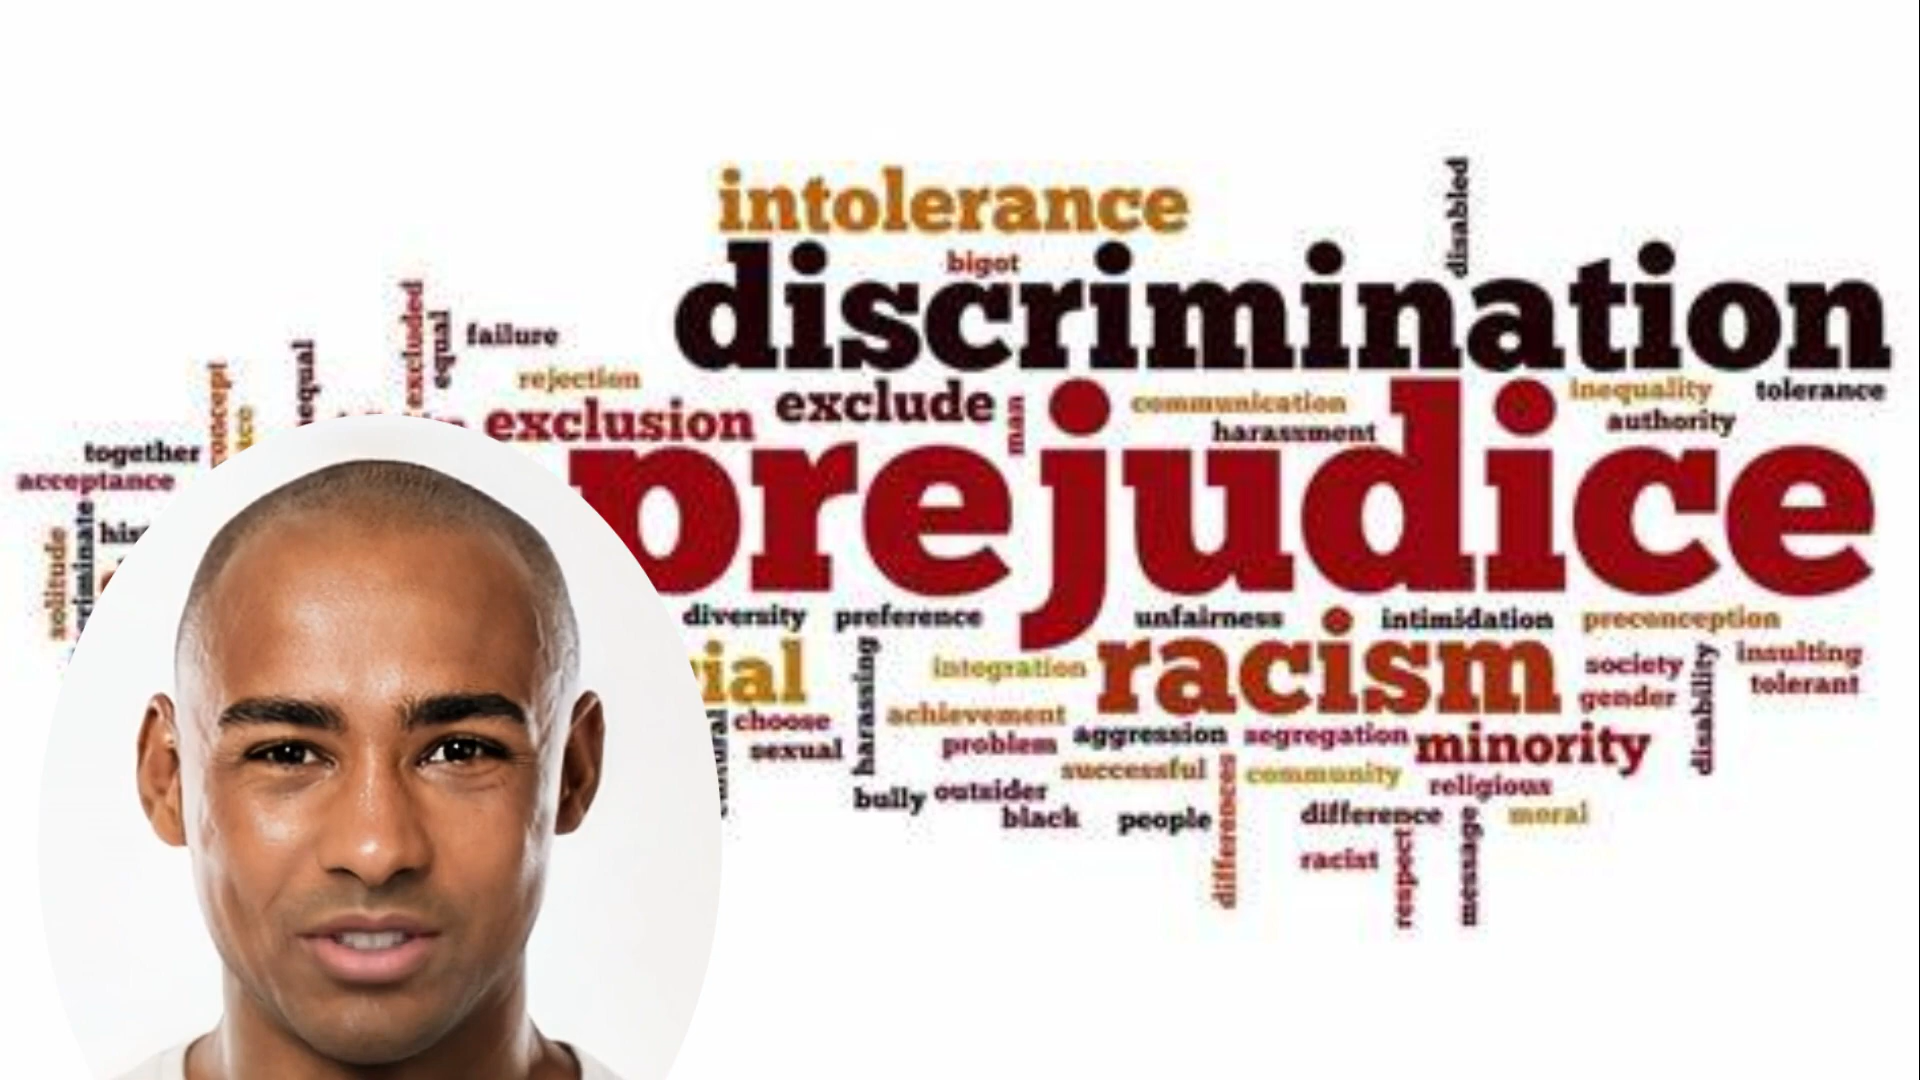 disabled
intolerance
bigot
discrimination
excluded
equal
failure
rejection
exclude
man
communication
inequality
tolerance
authority
exclusion
harassment
together
acceptance
solitude
prejudice
diversity
preference
unfairness
intimidation
preconception
harassing
integration
racism
society
disability
insulting
gender
tolerant
choose
achievement
sexual
problem
aggression
segregation
minority
successful
community
religious
bully
outsider
differences
difference
message
moral
black
people
racist
respect